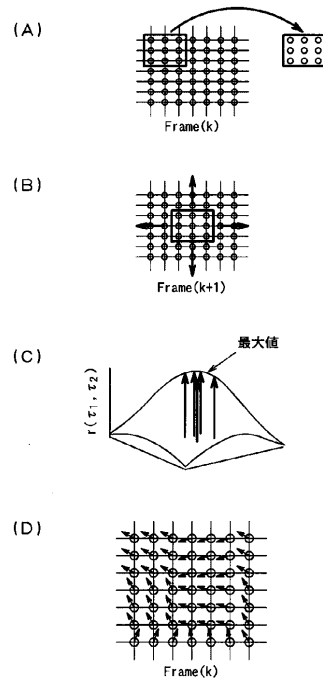 (A)
Frame(k)
(B)
Frame(k+1)
(C)
最大値
r(τ1, τ2)
(D)
Frame(k)